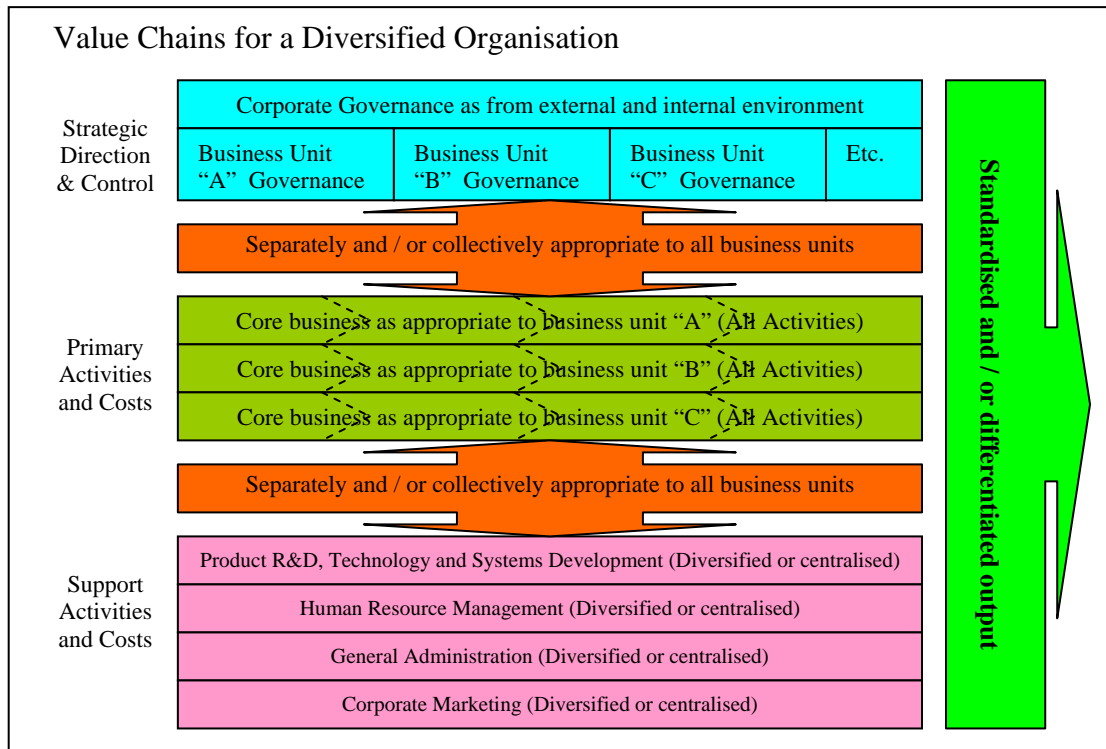 Value Chains for a Diversified Organisation
Strategic
Direction
& Control
Corporate Governance as from external and internal environment
Business Unit
“A” Governance
Business Unit
“B” Governance
Business Unit
“C” Governance
Etc.
Separately and / or collectively appropriate to all business units
Primary
Activities
and Costs
Core business as appropriate to business unit “A” (All Activities)
Core business as appropriate to business unit “B” (All Activities)
Core business as appropriate to business unit “C” (All Activities)
Separately and / or collectively appropriate to all business units
Support
Activities
and Costs
Product R&D, Technology and Systems Development (Diversified or centralised)
Human Resource Management (Diversified or centralised)
General Administration (Diversified or centralised)
Corporate Marketing (Diversified or centralised)
Standardised and / or differentiated output